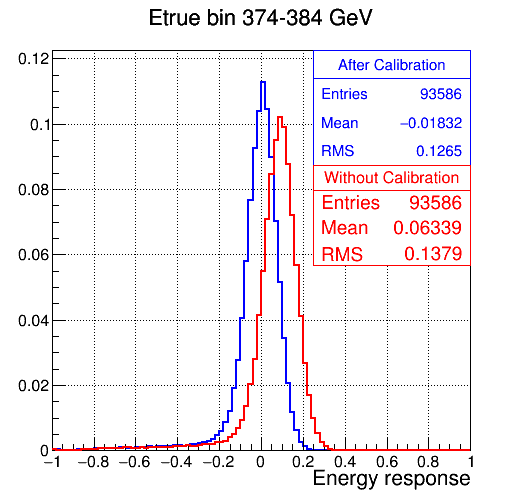 Etrue bin 374-384 GeV
After Calibration
Entries 93586
Mean −0.01832
RMS 0.1265
Without Calibration
Entries 93586
Mean 0.06339
RMS 0.1379
0.12
0.1
0.08
0.06
0.04
0.02
0
−1 −0.8 −0.6 −0.4 −0.2 0 0.2 0.4 0.6 0.8 1
Energy response